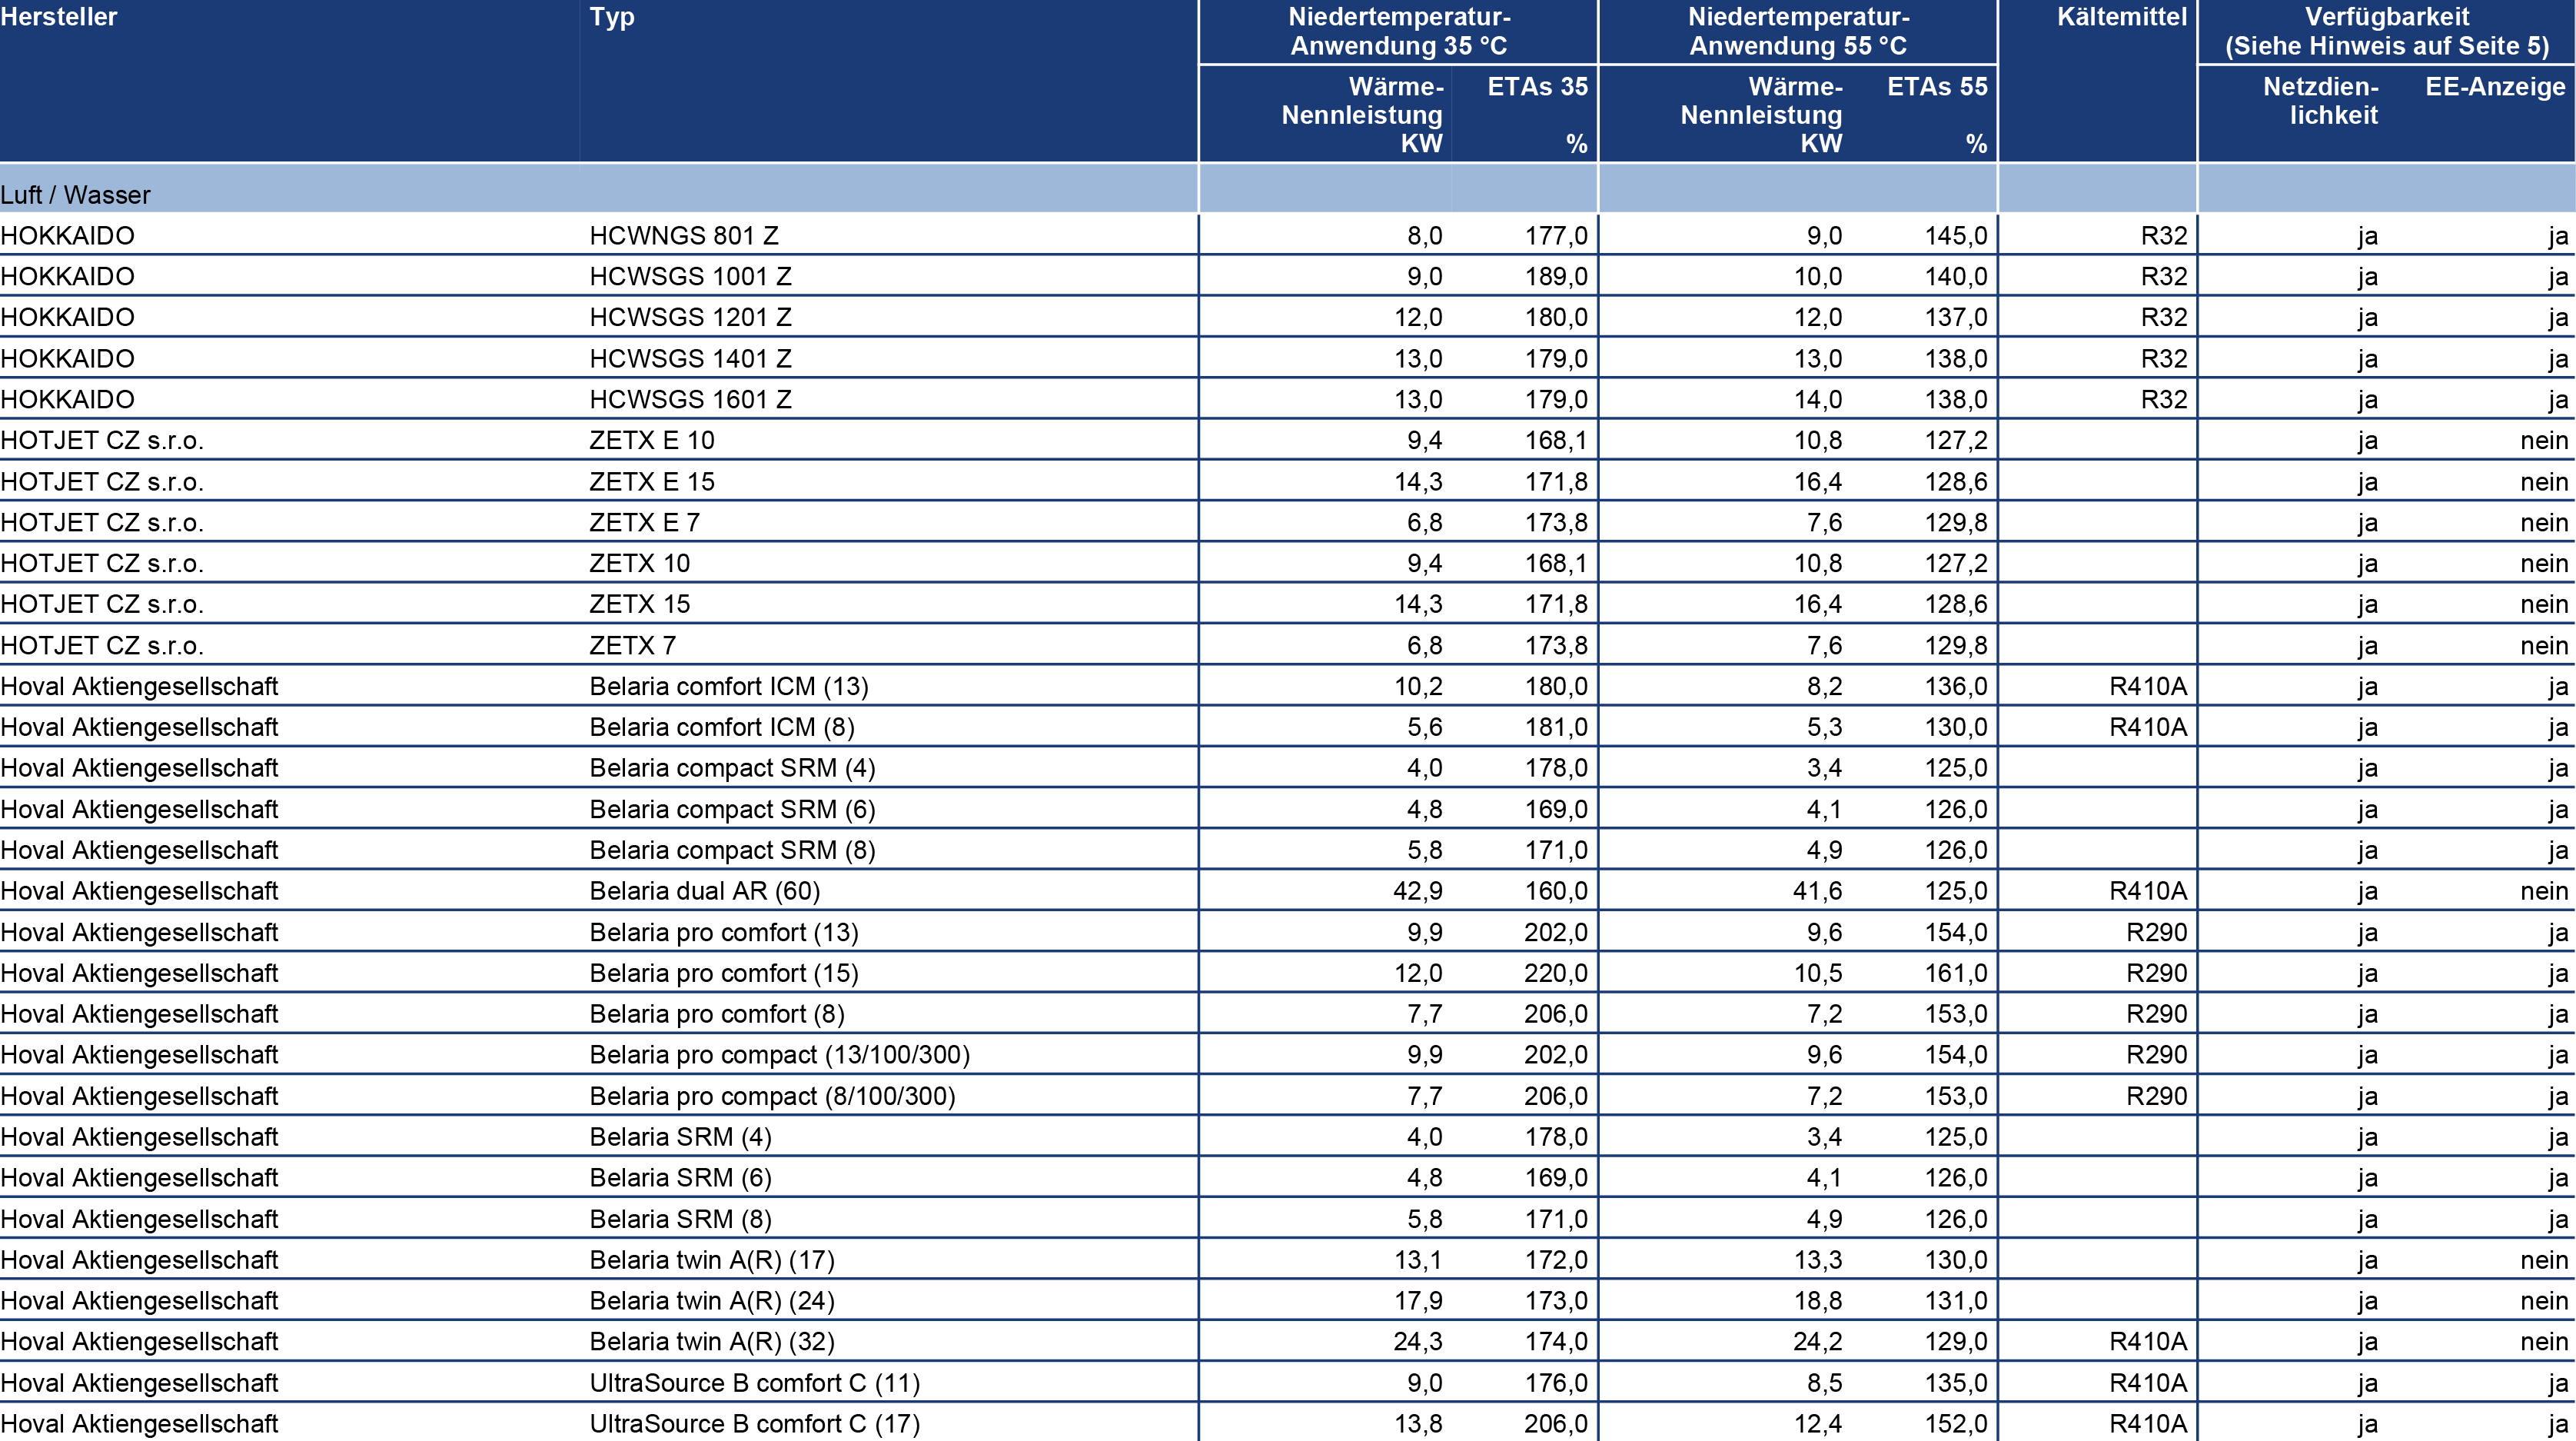 Hersteller Typ Niedertemperatur- Niedertemperatur- Kältemittel Verfügbarkeit
Anwendung 35 °C Anwendung 55 °C (Siehe Hinweis auf Seite 5)
Wärme- ETAs 35 Wärme- ETAs 55 Netzdien- EE-Anzeige
Nennleistung Nennleistung lichkeit
KW % KW %
Luft / Wasser
HOKKAIDO HCWNGS 801 Z 8,0 177,0 9,0 145,0 R32 ja ja
HOKKAIDO HCWSGS 1001 Z 9,0 189,0 10,0 140,0 R32 ja ja
HOKKAIDO HCWSGS 1201 Z 12,0 180,0 12,0 137,0 R32 ja ja
HOKKAIDO HCWSGS 1401 Z 13,0 179,0 13,0 138,0 R32 ja ja
HOKKAIDO HCWSGS 1601 Z 13,0 179,0 14,0 138,0 R32 ja ja
HOTJET CZ s.r.o. ZETX E 10 9,4 168,1 10,8 127,2 ja nein
HOTJET CZ s.r.o. ZETX E 15 14,3 171,8 16,4 128,6 ja nein
HOTJET CZ s.r.o. ZETX E 7 6,8 173,8 7,6 129,8 ja nein
HOTJET CZ s.r.o. ZETX 10 9,4 168,1 10,8 127,2 ja nein
HOTJET CZ s.r.o. ZETX 15 14,3 171,8 16,4 128,6 ja nein
HOTJET CZ s.r.o. ZETX 7 6,8 173,8 7,6 129,8 ja nein
Hoval Aktiengesellschaft Belaria comfort ICM (13) 10,2 180,0 8,2 136,0 R410A ja ja
Hoval Aktiengesellschaft Belaria comfort ICM (8) 5,6 181,0 5,3 130,0 R410A ja ja
Hoval Aktiengesellschaft Belaria compact SRM (4) 4,0 178,0 3,4 125,0 ja ja
Hoval Aktiengesellschaft Belaria compact SRM (6) 4,8 169,0 4,1 126,0 ja ja
Hoval Aktiengesellschaft Belaria compact SRM (8) 5,8 171,0 4,9 126,0 ja ja
Hoval Aktiengesellschaft Belaria dual AR (60) 42,9 160,0 41,6 125,0 R410A ja nein
Hoval Aktiengesellschaft Belaria pro comfort (13) 9,9 202,0 9,6 154,0 R290 ja ja
Hoval Aktiengesellschaft Belaria pro comfort (15) 12,0 220,0 10,5 161,0 R290 ja ja
Hoval Aktiengesellschaft Belaria pro comfort (8) 7,7 206,0 7,2 153,0 R290 ja ja
Hoval Aktiengesellschaft Belaria pro compact (13/100/300) 9,9 202,0 9,6 154,0 R290 ja ja
Hoval Aktiengesellschaft Belaria pro compact (8/100/300) 7,7 206,0 7,2 153,0 R290 ja ja
Hoval Aktiengesellschaft Belaria SRM (4) 4,0 178,0 3,4 125,0 ja ja
Hoval Aktiengesellschaft Belaria SRM (6) 4,8 169,0 4,1 126,0 ja ja
Hoval Aktiengesellschaft Belaria SRM (8) 5,8 171,0 4,9 126,0 ja ja
Hoval Aktiengesellschaft Belaria twin A(R) (17) 13,1 172,0 13,3 130,0 ja nein
Hoval Aktiengesellschaft Belaria twin A(R) (24) 17,9 173,0 18,8 131,0 ja nein
Hoval Aktiengesellschaft Belaria twin A(R) (32) 24,3 174,0 24,2 129,0 R410A ja nein
Hoval Aktiengesellschaft UltraSource B comfort C (11) 9,0 176,0 8,5 135,0 R410A ja ja
Hoval Aktiengesellschaft UltraSource B comfort C (17) 13,8 206,0 12,4 152,0 R410A ja ja